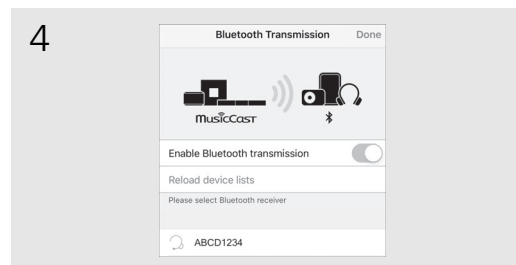 4
Bluetooth Transmission Done
MusicCast
Enable Bluetooth transmission
Reload device lists
Please select Bluetooth receiver
ABCD1234